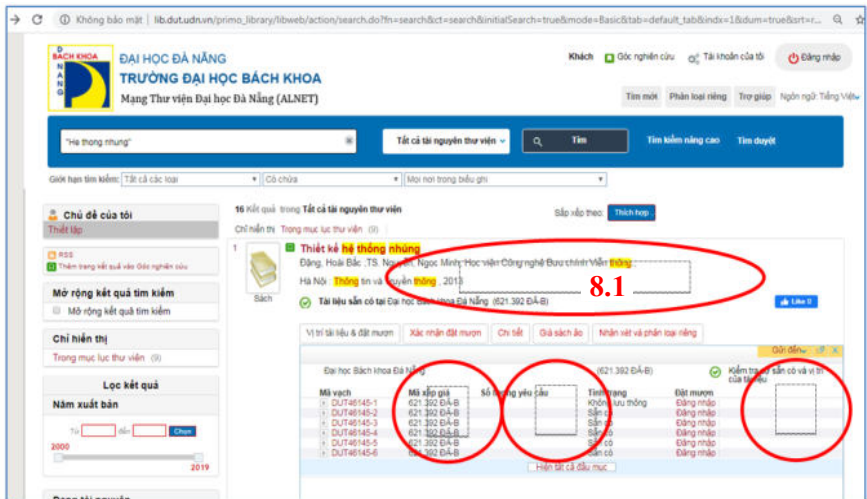 Không bảo mật | lib.dut.udn.vn/primo_library/libweb/action/search.do?fn=search&ct=search&initialSearch=true&mode=Basic&tab=default_tab&indx=1&dum=true&srt=r...
BACH KHOA
DANANG
ĐẠI HỌC ĐÀ NẴNG
TRƯỜNG ĐẠI HỌC BÁCH KHOA
Mạng Thư viện Đại học Đà Nẵng (ALNET)
Khách Góc nghiên cứu Tài khoản của tôi Đăng nhập
Tìm mới Phân loại riêng Trợ giúp Ngôn ngữ: Tiếng Việt
"He thong nhung" Tất cả tài nguyên thư viện Tìm Tìm kiếm nâng cao Tìm duyệt
Giới hạn tìm kiếm: Tất cả các loại Có chứa Mọi nơi trong biểu ghi
Chủ đề của tôi
Thiết lập
RSS
Thêm trang kết quả vào Góc nghiên cứu
Mở rộng kết quả tìm kiếm
Mở rộng kết quả tìm kiếm
Chỉ hiển thị
Trong mục lục thư viện (9)
Lọc kết quả
Năm xuất bản
Từ đến Chọn
2000
2019
16 Kết quả trong Tất cả tài nguyên thư viện
Sắp xếp theo: Thích hợp
Chỉ hiển thị Trong mục lục thư viện (9)
1
Sách
Thiết kế hệ thống nhúng
Đặng, Hoài Bắc ;TS. Nguyễn, Ngọc Minh; Học viện Công nghệ Bưu chính Viễn thông.;
Hà Nội : Thông tin và truyền thông , 2013
8.1
Tài liệu sẵn có tại Đại học Bách khoa Đà Nẵng (621.392 ĐÃ-B)
Like 0
Vị trí tài liệu & đặt mượn Xác nhận đặt mượn Chi tiết Giá sách ảo Nhận xét và phân loại riêng
Gửi đến
Đại học Bách khoa Đà Nẵng (621.392 ĐÃ-B) Kiểm tra sự sẵn có và vị trí của tài liệu
Mã vạch Mã xếp giá Số lượng yêu cầu Tình trạng Đặt mượn
DUT46145-1 621.392 ĐÃ-B Không lưu thông Đăng nhập
DUT46145-2 621.392 ĐÃ-B Sẵn có Đăng nhập
DUT46145-3 621.392 ĐÃ-B Sẵn có Đăng nhập
DUT46145-4 621.392 ĐÃ-B Sẵn có Đăng nhập
DUT46145-5 621.392 ĐÃ-B Sẵn có Đăng nhập
DUT46145-6 621.392 ĐÃ-B Sẵn có Đăng nhập
Hiện tất cả đầu mục